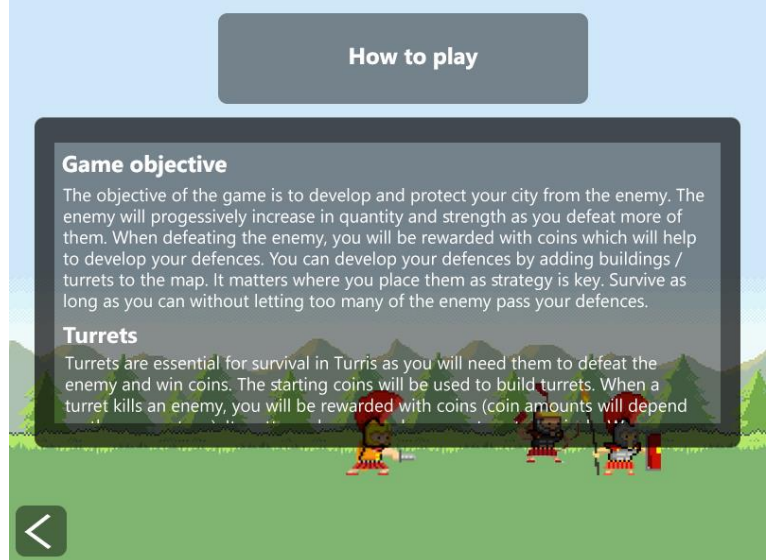 How to play
Game objective
The objective of the game is to develop and protect your city from the enemy. The
enemy will progessively increase in quantity and strength as you defeat more of
them. When defeating the enemy, you will be rewarded with coins which will help
to develop your defences. You can develop your defences by adding buildings /
turrets to the map. It matters where you place them as strategy is key. Survive as
long as you can without letting too many of the enemy pass your defences.
Turrets
Turrets are essential for survival in Turris as you will need them to defeat the
enemy and win coins. The starting coins will be used to build turrets. When a
turret kills an enemy, you will be rewarded with coins (coin amounts will depend